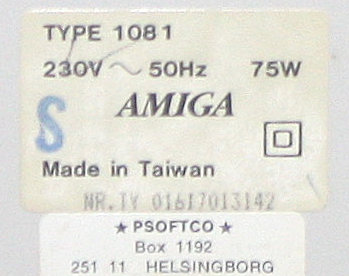 TYPE 1081
230V ~ 50Hz 75W
S AMIGA
Made in Taiwan
NR.TY 01617013142
★ PSOFTCO ★
Box 1192
251 11 HELSINGBORG